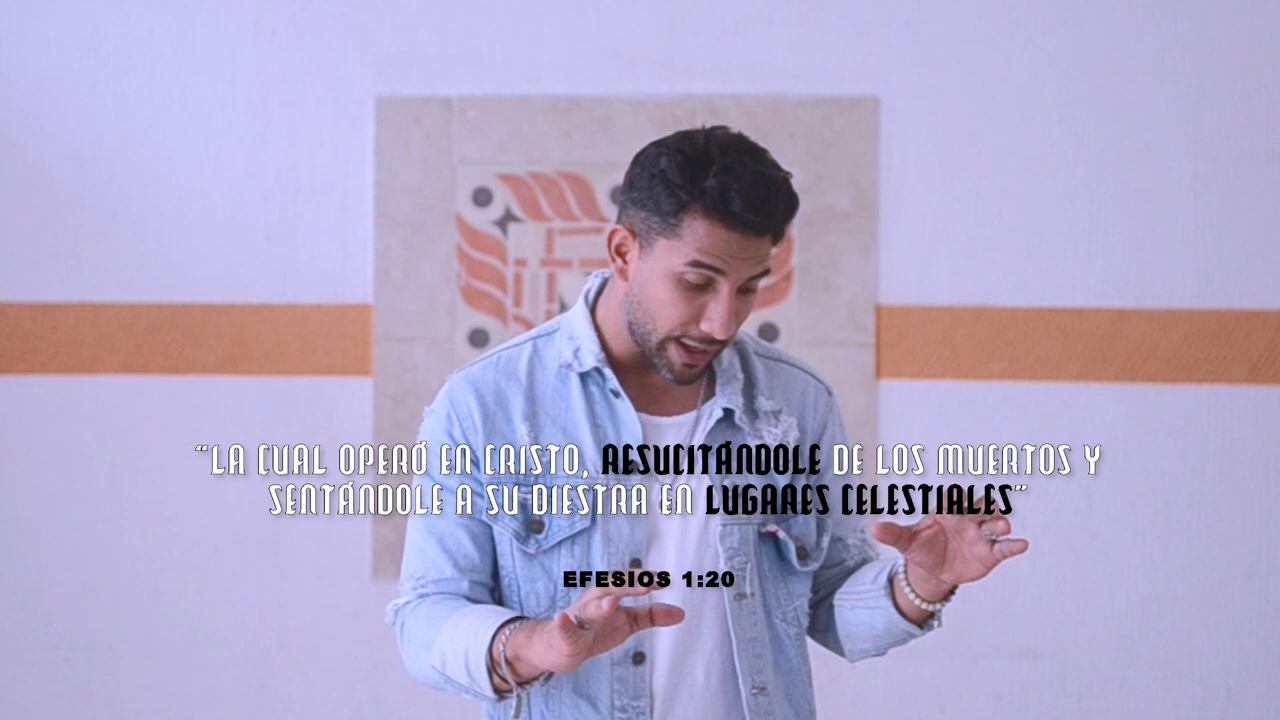 “LA CUAL OPERÓ EN CRISTO, RESUCITÁNDOLE DE LOS MUERTOS Y
SENTÁNDOLE A SU DIESTRA EN LUGARES CELESTIALES”
EFESIOS 1:20